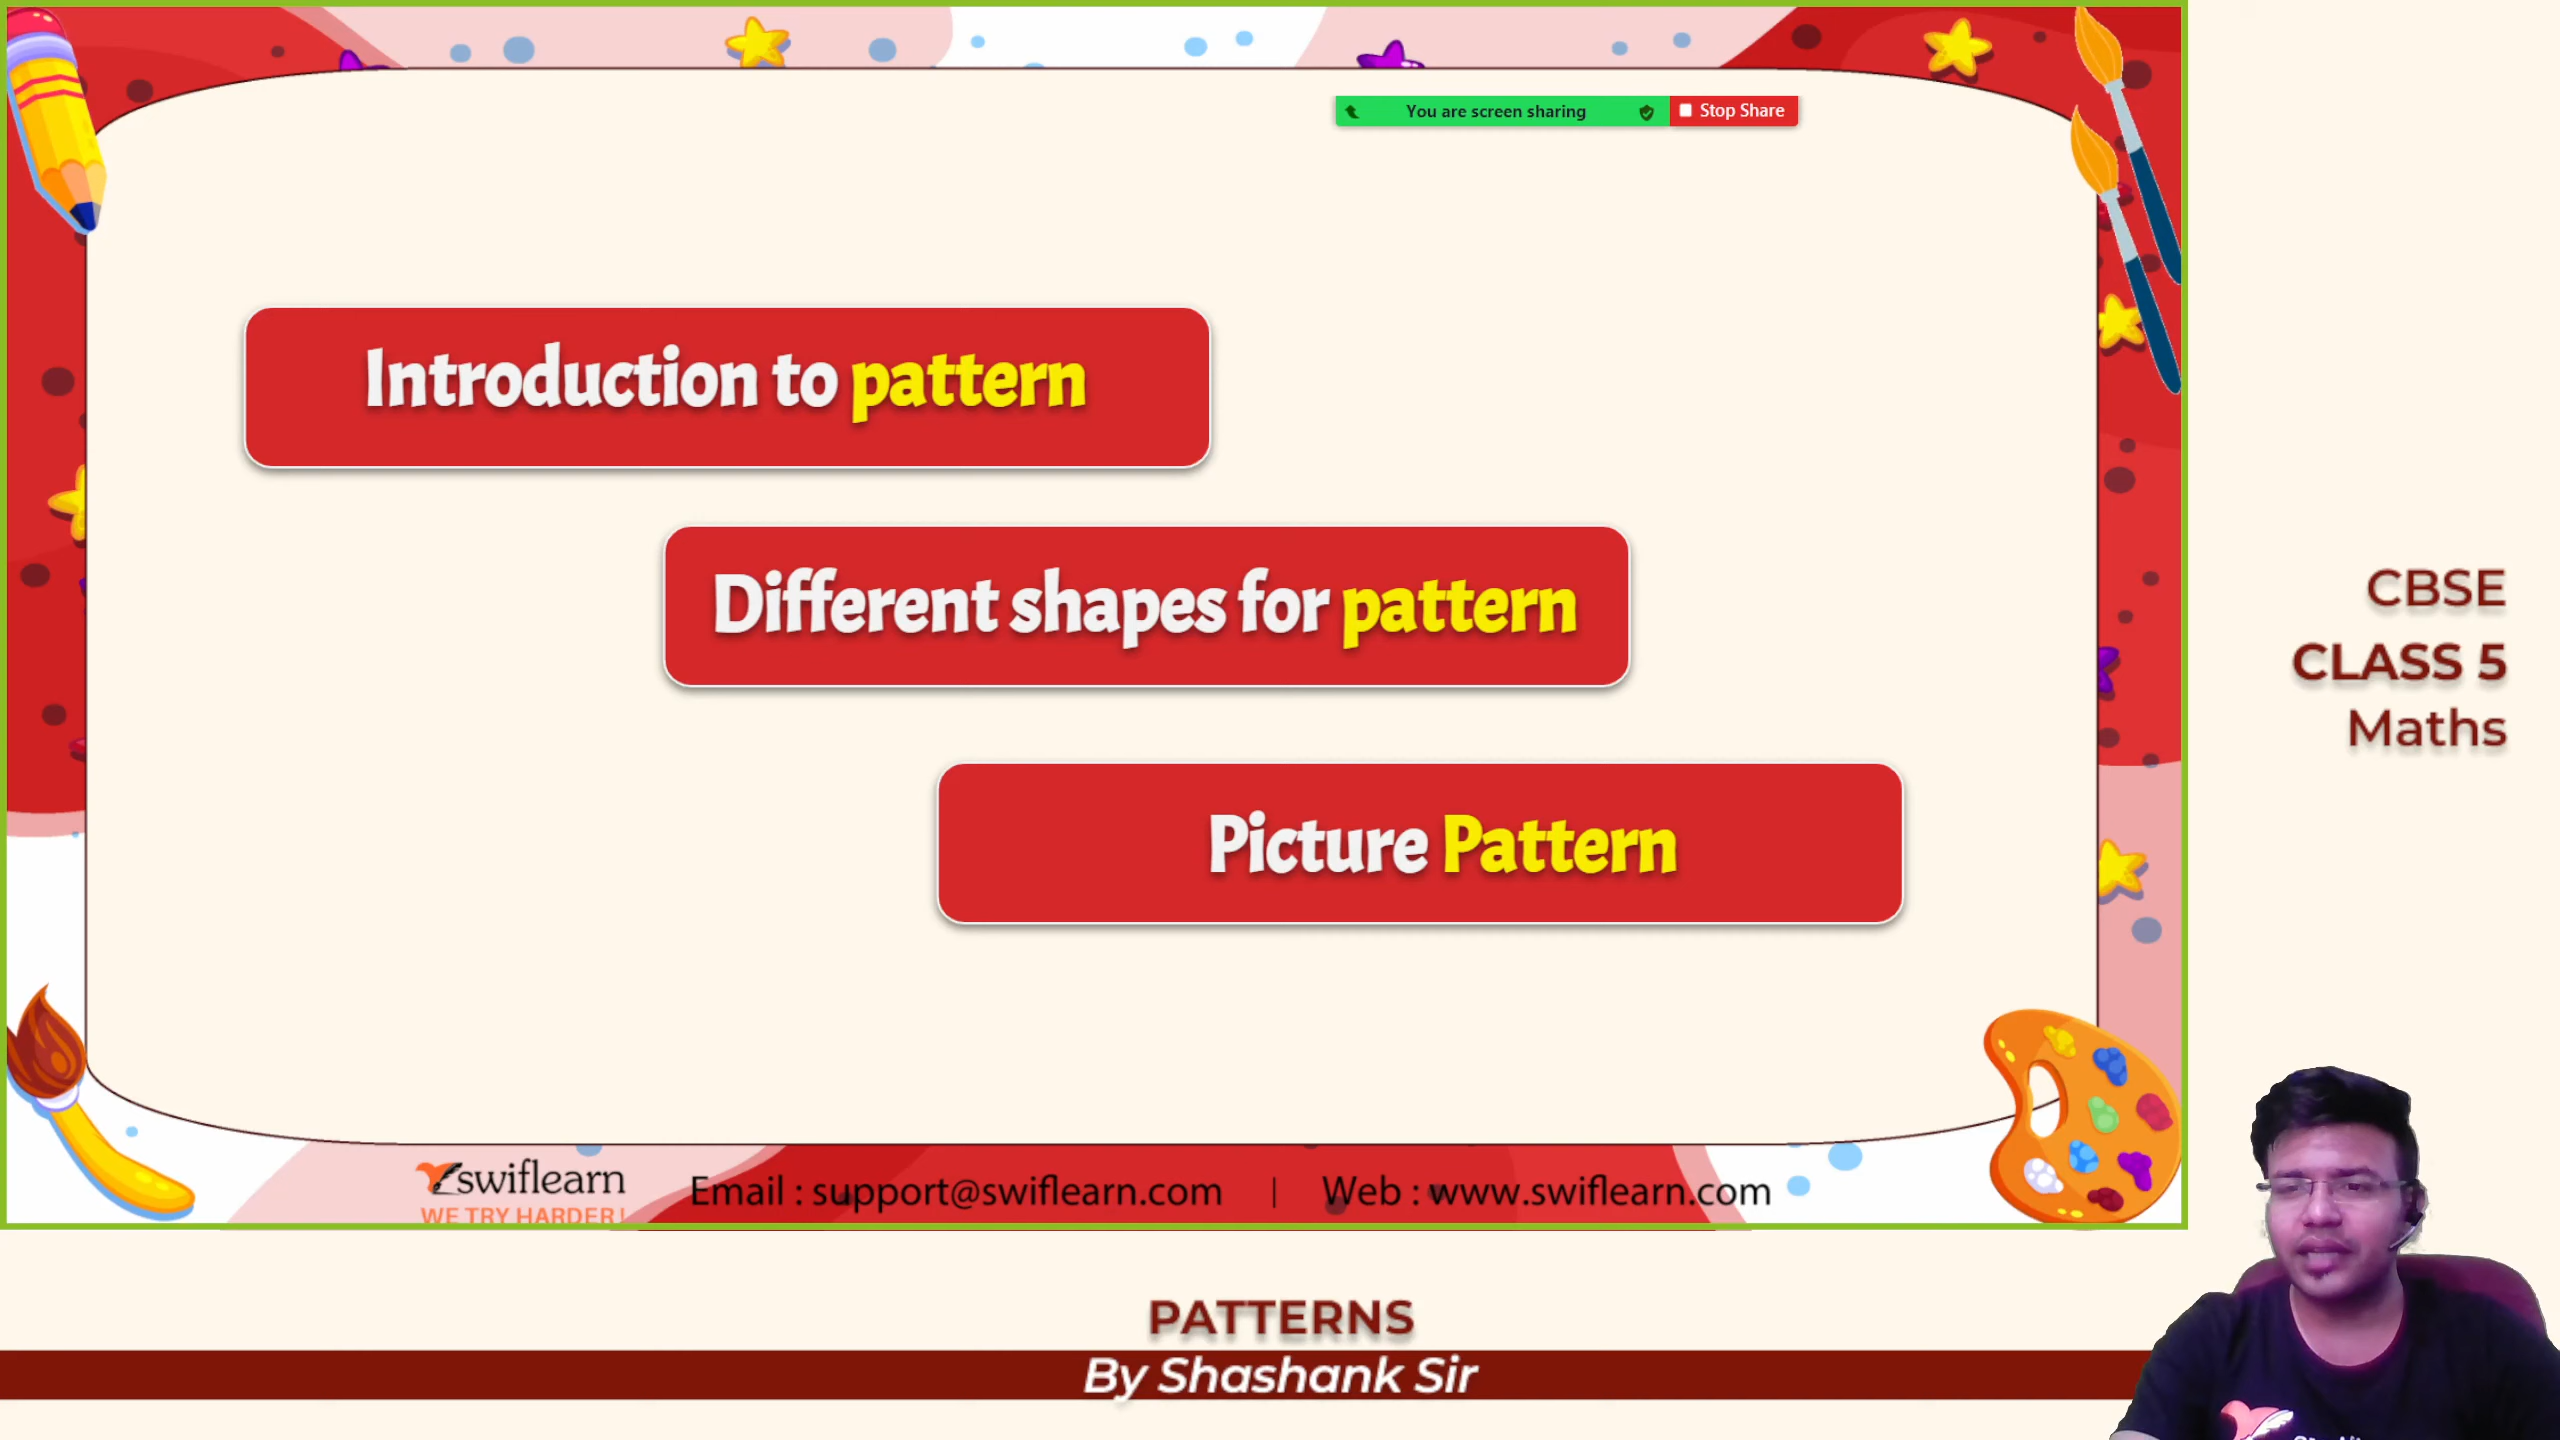 You are screen sharing Stop Share
Introduction to pattern
Different shapes for pattern
Picture Pattern
CBSE
CLASS 5
Maths
swiflearn
WE TRY HARDER!
Email : support@swiflearn.com | Web : www.swiflearn.com
PATTERNS
By Shashank Sir